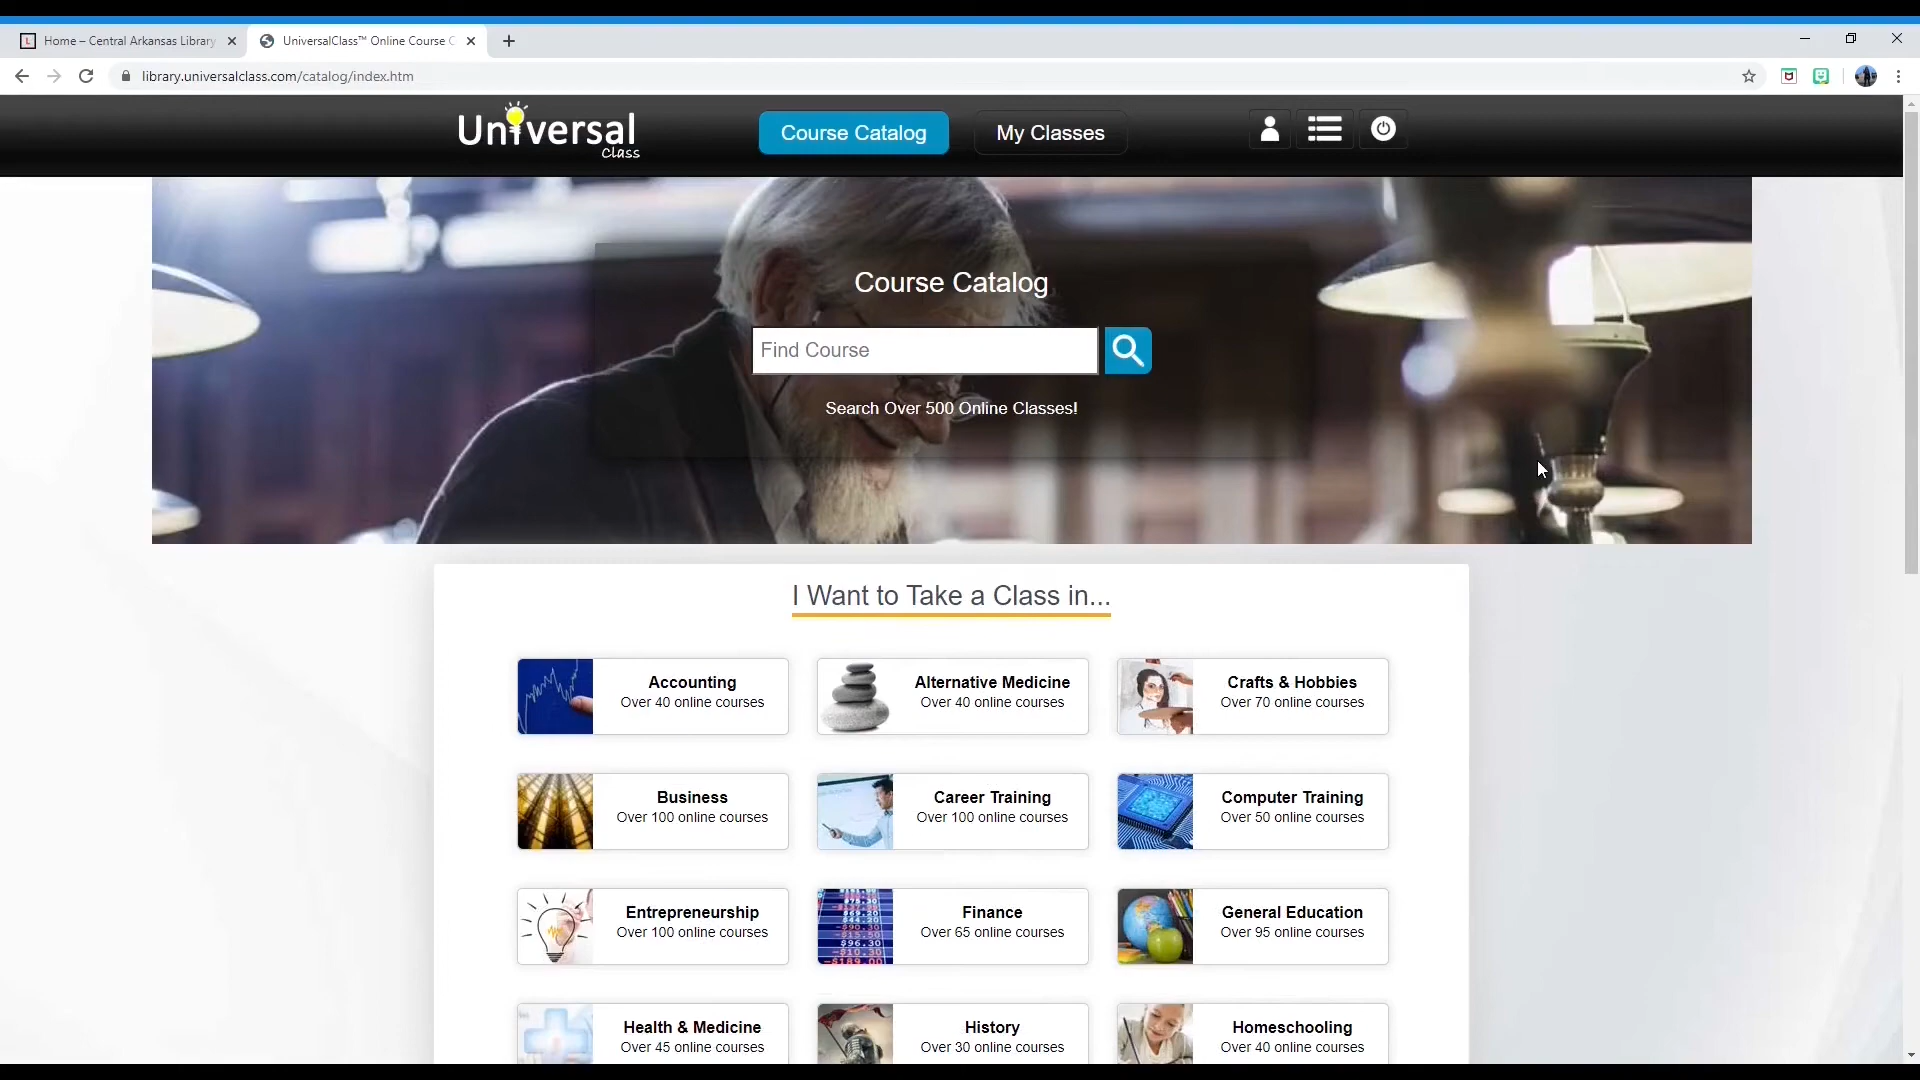 Home – Central Arkansas Library
UniversalClass™ Online Course C
library.universalclass.com/catalog/index.htm
Universal
Class
Course Catalog
My Classes
Course Catalog
Find Course
Search Over 500 Online Classes!
I Want to Take a Class in...
Accounting
Over 40 online courses
Alternative Medicine
Over 40 online courses
Crafts & Hobbies
Over 70 online courses
Business
Over 100 online courses
Career Training
Over 100 online courses
Computer Training
Over 50 online courses
Entrepreneurship
Over 100 online courses
Finance
Over 65 online courses
General Education
Over 95 online courses
Health & Medicine
Over 45 online courses
History
Over 30 online courses
Homeschooling
Over 40 online courses